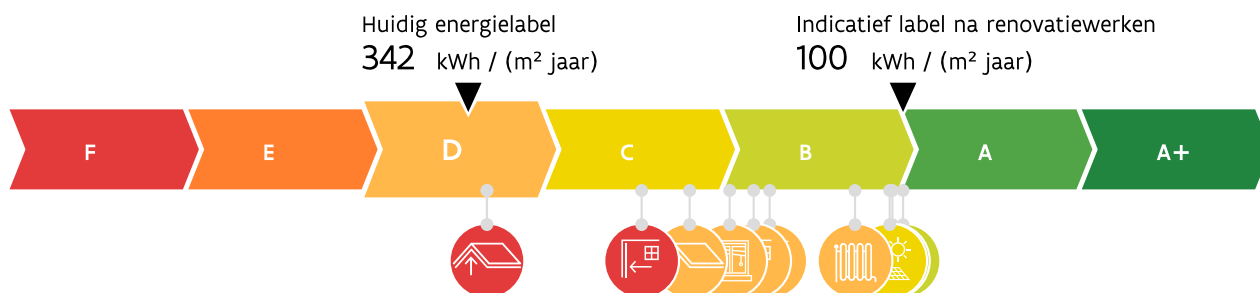 Huidig energielabel
342 kWh / (m² jaar)
Indicatief label na renovatiewerken
100 kWh / (m² jaar)
F E D C B A A+